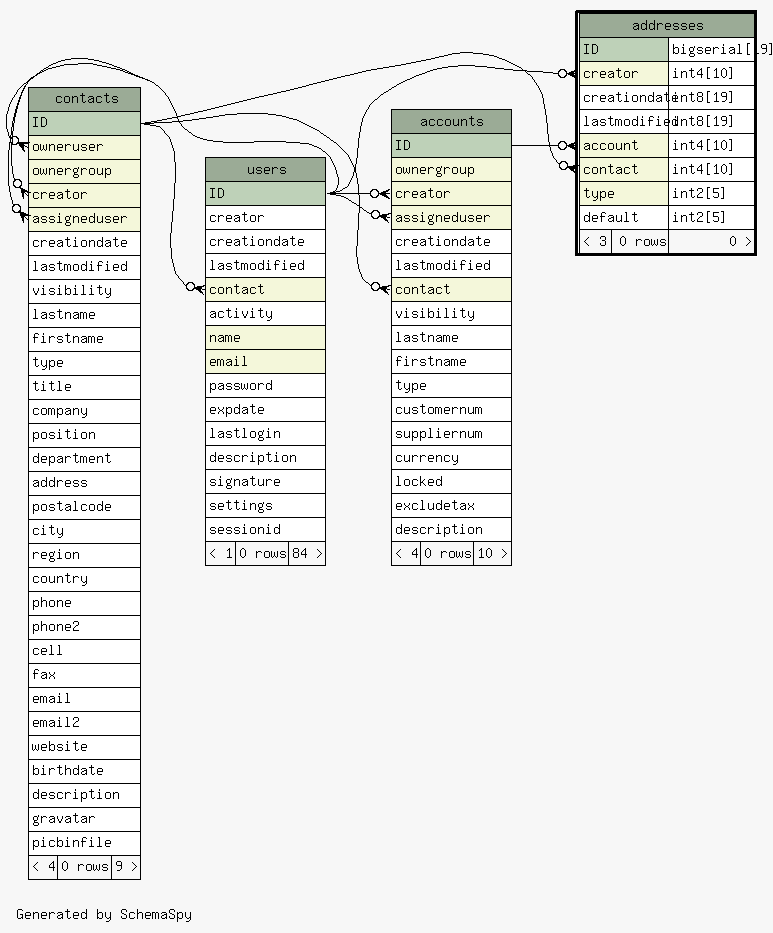 addresses
ID bigserial[19]
creator int4[10]
creationdate int8[19]
lastmodified int8[19]
account int4[10]
contact int4[10]
type int2[5]
default int2[5]
< 3 0 rows 0 >
contacts
ID
owneruser
ownergroup
creator
assigneduser
creationdate
lastmodified
visibility
lastname
firstname
type
title
company
position
department
address
postalcode
city
region
country
phone
phone2
cell
fax
email
email2
website
birthdate
description
gravatar
picbinfile
< 4 0 rows 9 >
users
ID
creator
creationdate
lastmodified
contact
activity
name
email
password
expdate
lastlogin
description
signature
settings
sessionid
< 1 0 rows 84 >
accounts
ID
ownergroup
creator
assigneduser
creationdate
lastmodified
contact
visibility
lastname
firstname
type
customernum
suppliernum
currency
locked
excludetax
description
< 4 0 rows 10 >
Generated by SchemaSpy